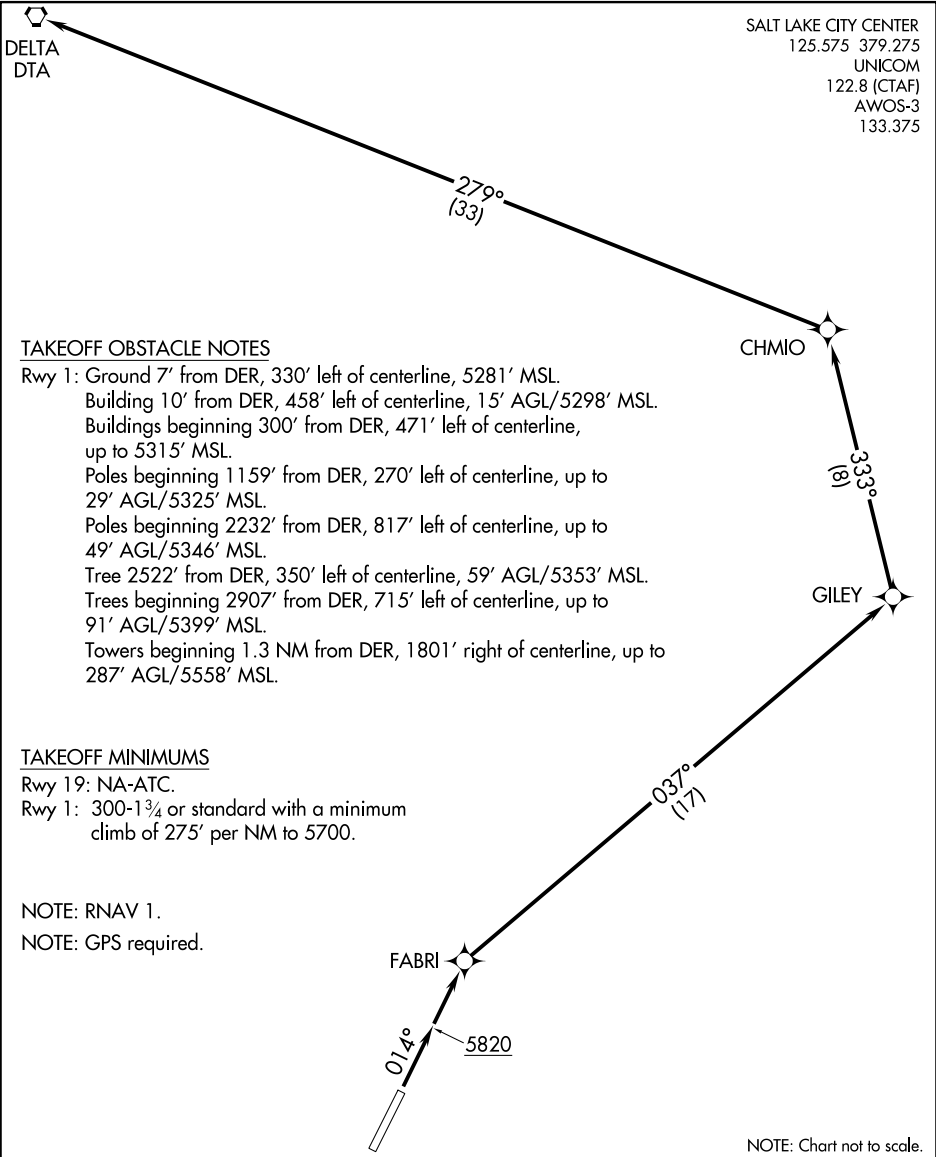 SALT LAKE CITY CENTER
125.575 379.275
UNICOM
122.8 (CTAF)
AWOS-3
133.375
DELTA
DTA
279°
(33)
CHMIO
333°
(8)
GILEY
TAKEOFF OBSTACLE NOTES
Rwy 1: Ground 7′ from DER, 330′ left of centerline, 5281′ MSL.
Building 10′ from DER, 458′ left of centerline, 15′ AGL/5298′ MSL.
Buildings beginning 300′ from DER, 471′ left of centerline,
up to 5315′ MSL.
Poles beginning 1159′ from DER, 270′ left of centerline, up to
29′ AGL/5325′ MSL.
Poles beginning 2232′ from DER, 817′ left of centerline, up to
49′ AGL/5346′ MSL.
Tree 2522′ from DER, 350′ left of centerline, 59′ AGL/5353′ MSL.
Trees beginning 2907′ from DER, 715′ left of centerline, up to
91′ AGL/5399′ MSL.
Towers beginning 1.3 NM from DER, 1801′ right of centerline, up to
287′ AGL/5558′ MSL.
TAKEOFF MINIMUMS
Rwy 19: NA-ATC.
Rwy 1: 300-1¾ or standard with a minimum
climb of 275′ per NM to 5700.
037°
(17)
NOTE: RNAV 1.
NOTE: GPS required.
FABRI
014°
5820
NOTE: Chart not to scale.